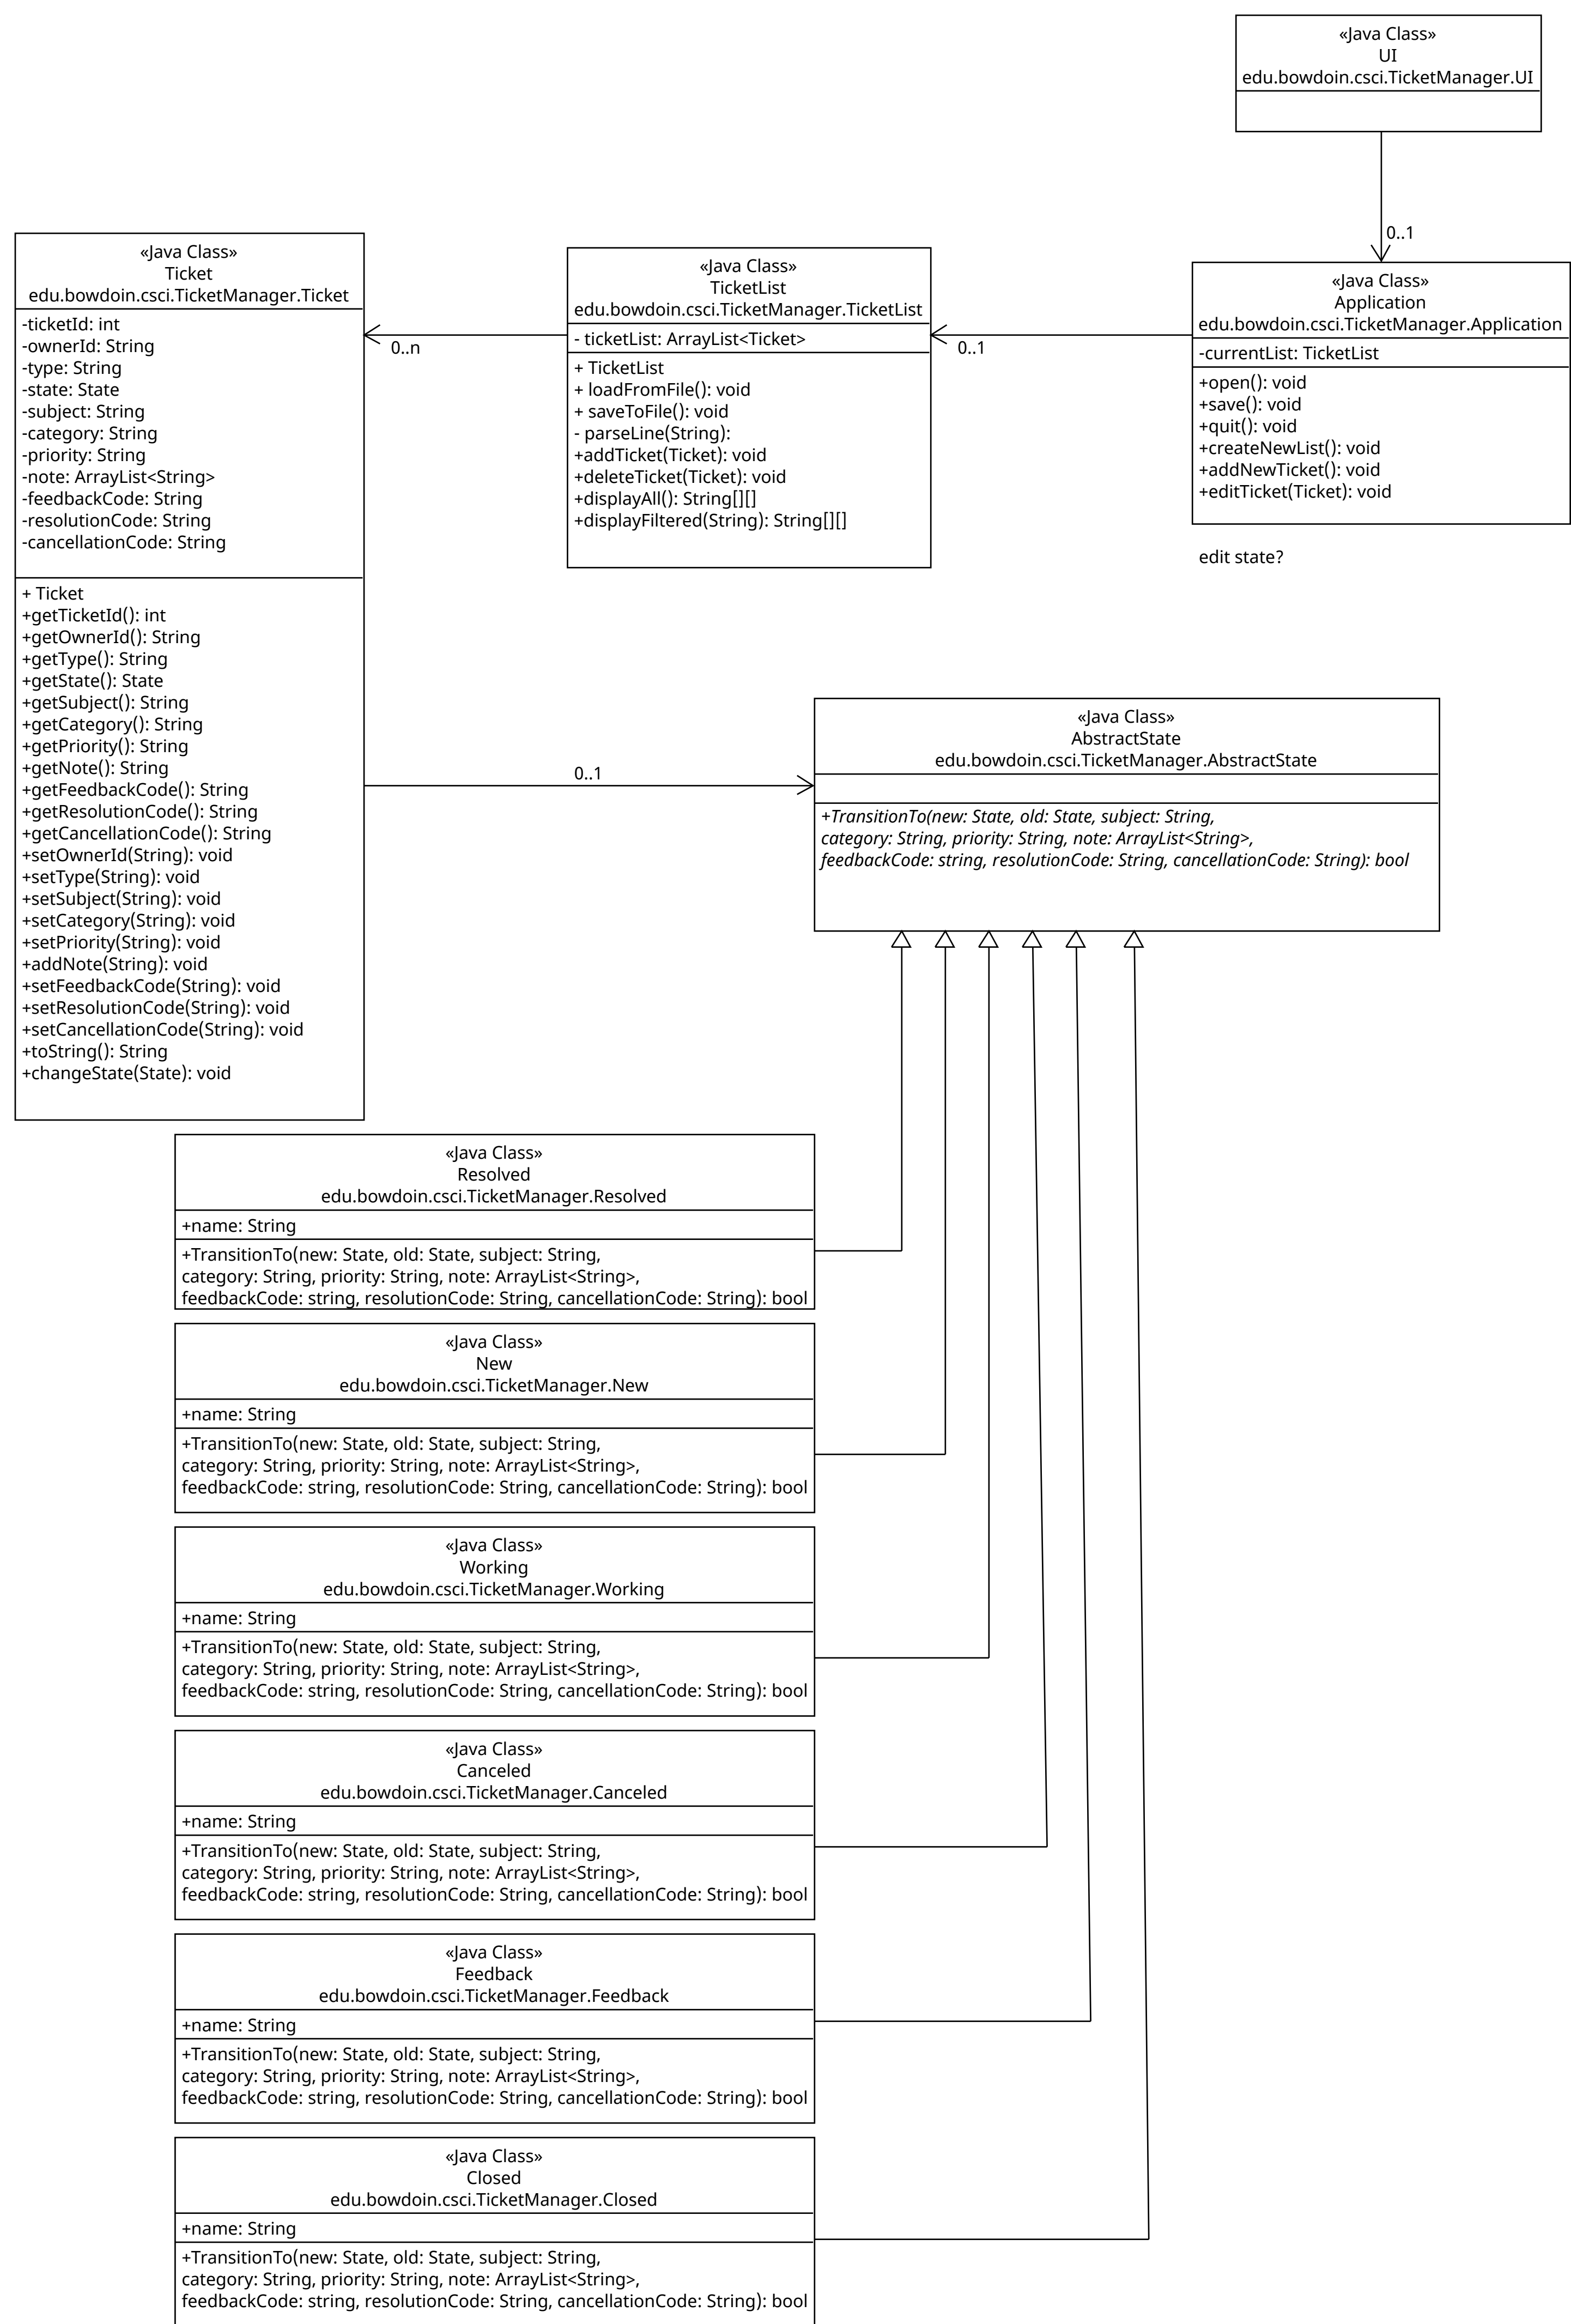 «Java Class»
UI
edu.bowdoin.csci.TicketManager.UI
0..1
«Java Class»
Ticket
edu.bowdoin.csci.TicketManager.Ticket
-ticketId: int
-ownerId: String
-type: String
-state: State
-subject: String
-category: String
-priority: String
-note: ArrayList<String>
-feedbackCode: String
-resolutionCode: String
-cancellationCode: String
+ Ticket
+getTicketId(): int
+getOwnerId(): String
+getType(): String
+getState(): State
+getSubject(): String
+getCategory(): String
+getPriority(): String
+getNote(): String
+getFeedbackCode(): String
+getResolutionCode(): String
+getCancellationCode(): String
+setOwnerId(String): void
+setType(String): void
+setSubject(String): void
+setCategory(String): void
+setPriority(String): void
+addNote(String): void
+setFeedbackCode(String): void
+setResolutionCode(String): void
+setCancellationCode(String): void
+toString(): String
+changeState(State): void
0..n
«Java Class»
TicketList
edu.bowdoin.csci.TicketManager.TicketList
- ticketList: ArrayList<Ticket>
+ TicketList
+ loadFromFile(): void
+ saveToFile(): void
- parseLine(String):
+addTicket(Ticket): void
+deleteTicket(Ticket): void
+displayAll(): String[][]
+displayFiltered(String): String[][]
0..1
«Java Class»
Application
edu.bowdoin.csci.TicketManager.Application
-currentList: TicketList
+open(): void
+save(): void
+quit(): void
+createNewList(): void
+addNewTicket(): void
+editTicket(Ticket): void
edit state?
0..1
«Java Class»
AbstractState
edu.bowdoin.csci.TicketManager.AbstractState
+TransitionTo(new: State, old: State, subject: String,
category: String, priority: String, note: ArrayList<String>,
feedbackCode: string, resolutionCode: String, cancellationCode: String): bool
«Java Class»
Resolved
edu.bowdoin.csci.TicketManager.Resolved
+name: String
+TransitionTo(new: State, old: State, subject: String,
category: String, priority: String, note: ArrayList<String>,
feedbackCode: string, resolutionCode: String, cancellationCode: String): bool
«Java Class»
New
edu.bowdoin.csci.TicketManager.New
+name: String
+TransitionTo(new: State, old: State, subject: String,
category: String, priority: String, note: ArrayList<String>,
feedbackCode: string, resolutionCode: String, cancellationCode: String): bool
«Java Class»
Working
edu.bowdoin.csci.TicketManager.Working
+name: String
+TransitionTo(new: State, old: State, subject: String,
category: String, priority: String, note: ArrayList<String>,
feedbackCode: string, resolutionCode: String, cancellationCode: String): bool
«Java Class»
Canceled
edu.bowdoin.csci.TicketManager.Canceled
+name: String
+TransitionTo(new: State, old: State, subject: String,
category: String, priority: String, note: ArrayList<String>,
feedbackCode: string, resolutionCode: String, cancellationCode: String): bool
«Java Class»
Feedback
edu.bowdoin.csci.TicketManager.Feedback
+name: String
+TransitionTo(new: State, old: State, subject: String,
category: String, priority: String, note: ArrayList<String>,
feedbackCode: string, resolutionCode: String, cancellationCode: String): bool
«Java Class»
Closed
edu.bowdoin.csci.TicketManager.Closed
+name: String
+TransitionTo(new: State, old: State, subject: String,
category: String, priority: String, note: ArrayList<String>,
feedbackCode: string, resolutionCode: String, cancellationCode: String): bool